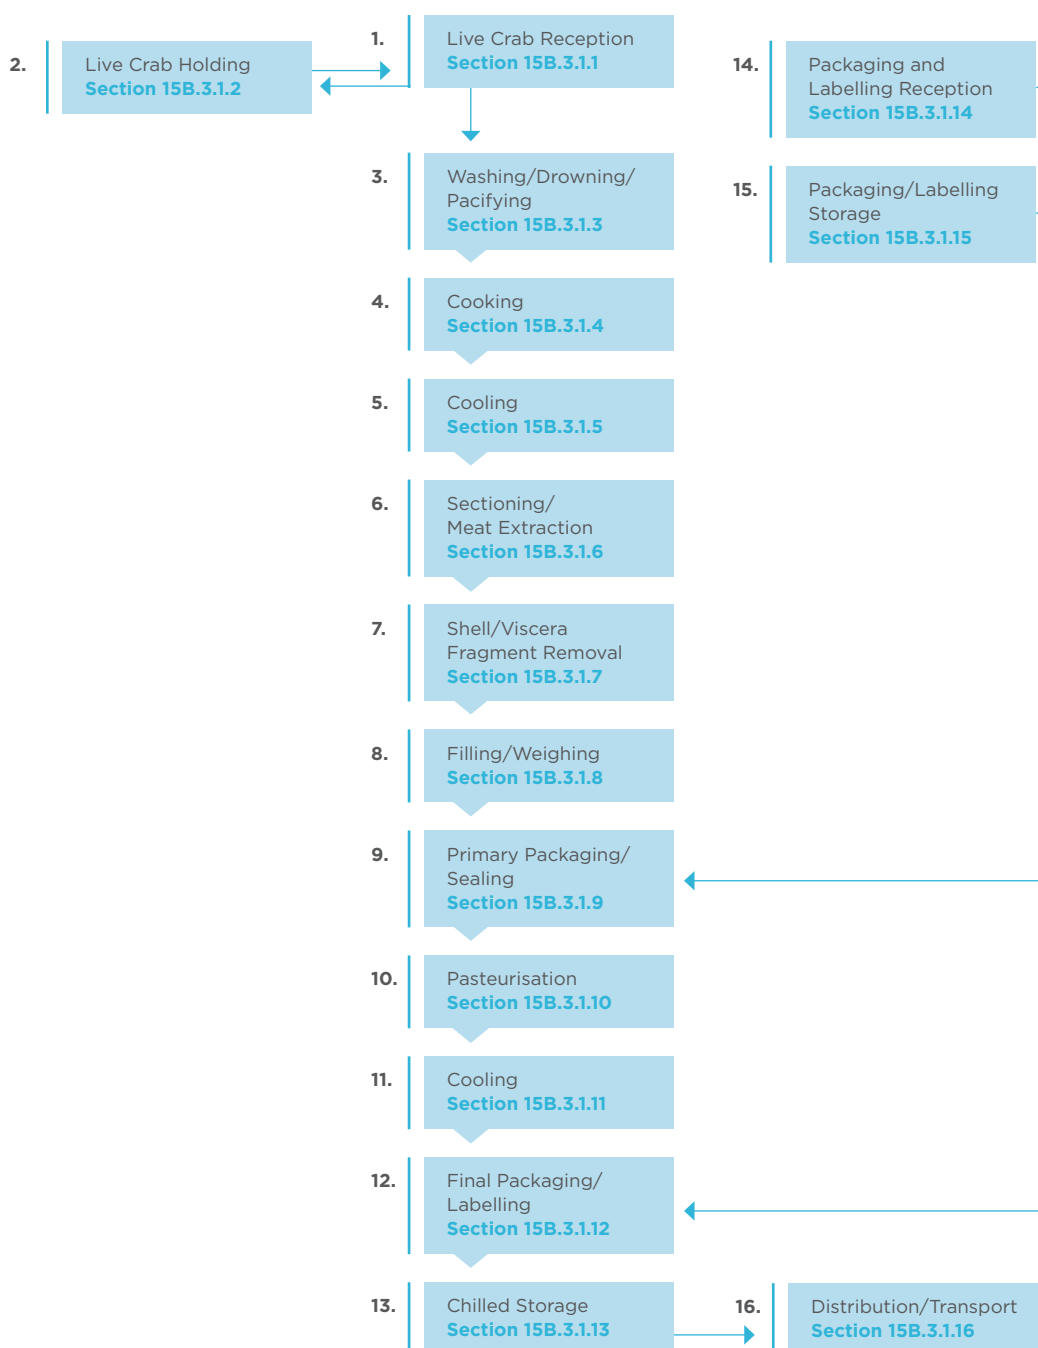 1.
Live Crab Reception
Section 15B.3.1.1
2.
Live Crab Holding
Section 15B.3.1.2
3.
Washing/Drowning/
Pacifying
Section 15B.3.1.3
4.
Cooking
Section 15B.3.1.4
5.
Cooling
Section 15B.3.1.5
6.
Sectioning/
Meat Extraction
Section 15B.3.1.6
7.
Shell/Viscera
Fragment Removal
Section 15B.3.1.7
8.
Filling/Weighing
Section 15B.3.1.8
9.
Primary Packaging/
Sealing
Section 15B.3.1.9
10.
Pasteurisation
Section 15B.3.1.10
11.
Cooling
Section 15B.3.1.11
12.
Final Packaging/
Labelling
Section 15B.3.1.12
13.
Chilled Storage
Section 15B.3.1.13
14.
Packaging and
Labelling Reception
Section 15B.3.1.14
15.
Packaging/Labelling
Storage
Section 15B.3.1.15
16.
Distribution/Transport
Section 15B.3.1.16